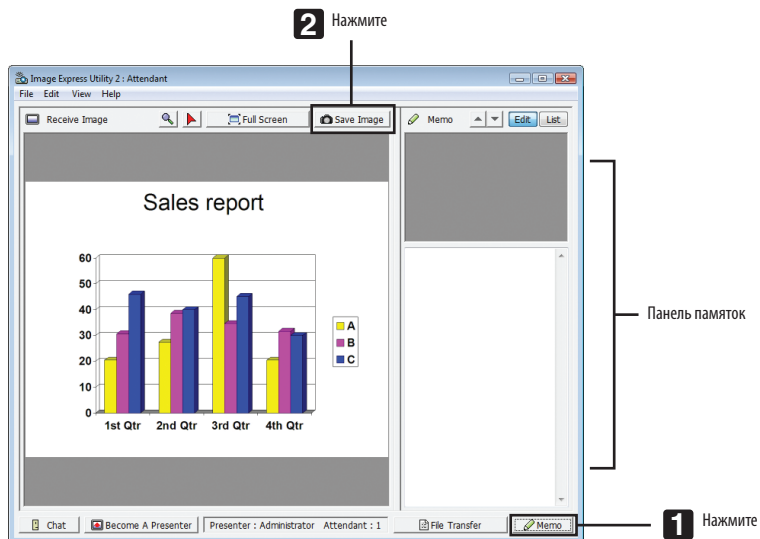 2 Нажмите
Image Express Utility 2 : Attendant
File Edit View Help
Receive Image Full Screen Save Image Memo Edit List
Sales report
60
50
40
30
20
10
0
A
B
C
1st Qtr 2nd Qtr 3rd Qtr 4th Qtr
Панель памяток
Chat Become A Presenter Presenter : Administrator Attendant : 1 File Transfer Memo
1 Нажмите